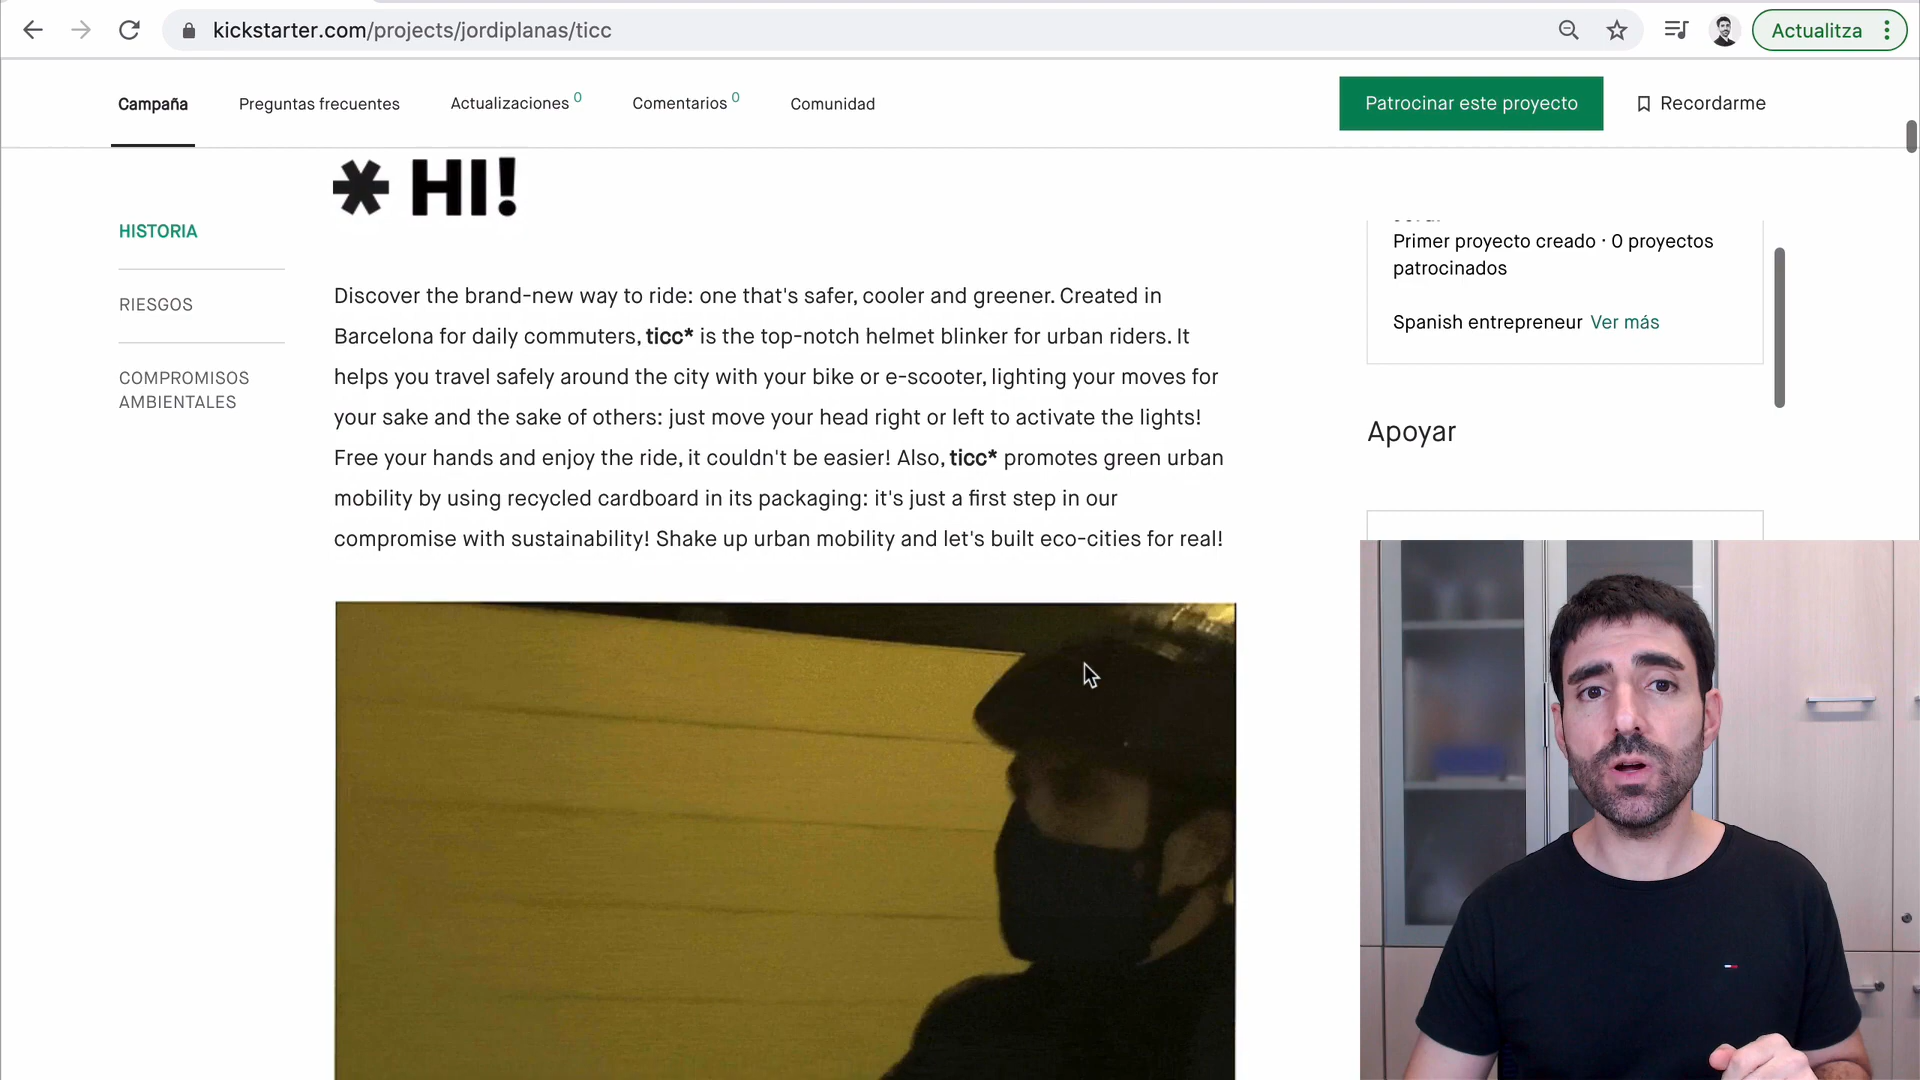 kickstarter.com/projects/jordiplanas/ticc
Actualitza
Campaña
Preguntas frecuentes
Actualizaciones 0
Comentarios 0
Comunidad
Patrocinar este proyecto
Recordarme
* HI!
HISTORIA
RIESGOS
COMPROMISOS
AMBIENTALES
Discover the brand-new way to ride: one that's safer, cooler and greener. Created in
Barcelona for daily commuters, ticc* is the top-notch helmet blinker for urban riders. It
helps you travel safely around the city with your bike or e-scooter, lighting your moves for
your sake and the sake of others: just move your head right or left to activate the lights!
Free your hands and enjoy the ride, it couldn't be easier! Also, ticc* promotes green urban
mobility by using recycled cardboard in its packaging: it's just a first step in our
compromise with sustainability! Shake up urban mobility and let's built eco-cities for real!
Primer proyecto creado · 0 proyectos
patrocinados
Spanish entrepreneur Ver más
Apoyar